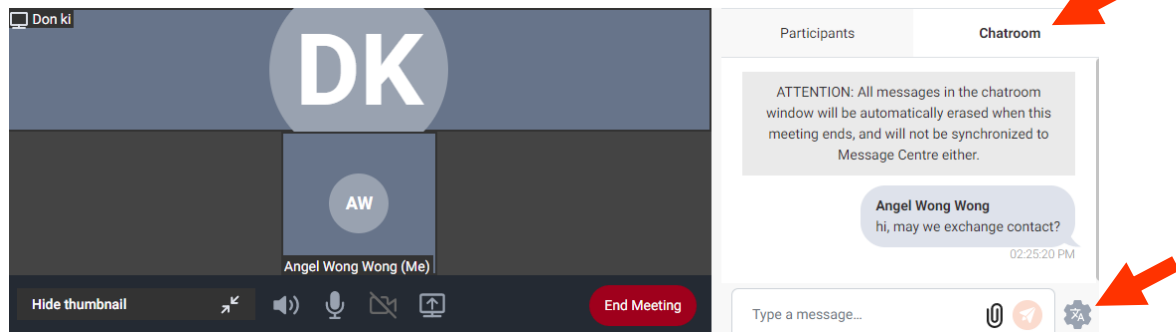 Don ki
DK
AW
Angel Wong Wong (Me)
Hide thumbnail
End Meeting
Participants
Chatroom
ATTENTION: All messages in the chatroom
window will be automatically erased when this
meeting ends, and will not be synchronized to
Message Centre either.
Angel Wong Wong
hi, may we exchange contact?
02:25:20 PM
Type a message...
文A